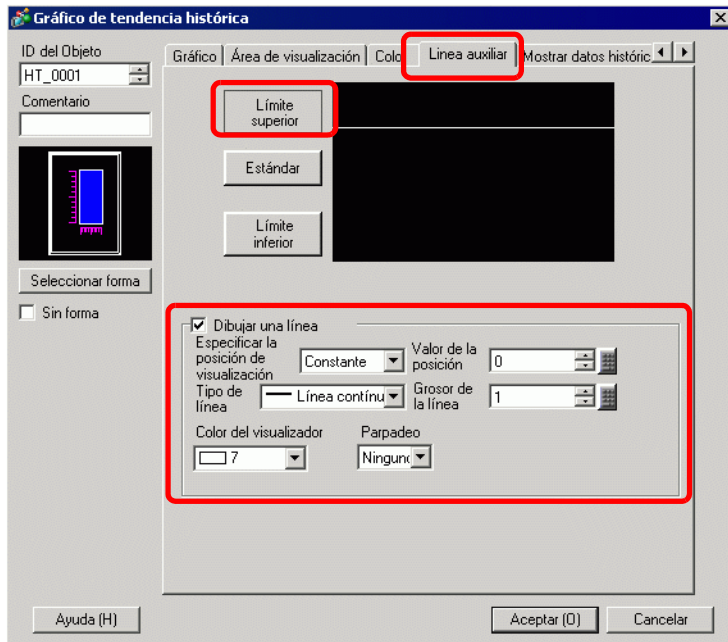 Gráfico de tendencia histórica
ID del Objeto
HT_0001
Comentario
Seleccionar forma
Sin forma
Gráfico
Área de visualización
Colo
Linea auxiliar
Mostrar datos históric
Límite
superior
Estándar
Límite
inferior
Dibujar una línea
Especificar la
posición de
visualización
Constante
Valor de la
posición
0
Tipo de
línea
Línea contínu
Grosor de
la línea
1
Color del visualizador
7
Parpadeo
Ninguno
Ayuda (H)
Aceptar (O)
Cancelar